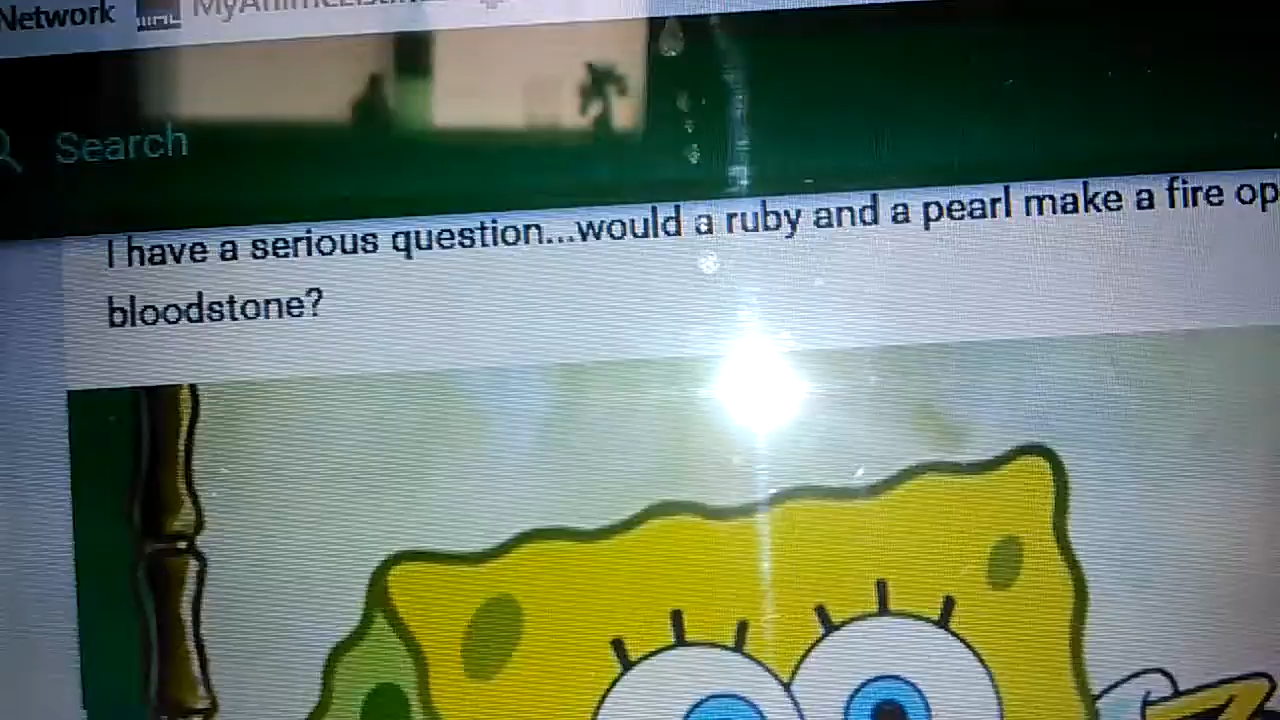 Network
Search
I have a serious question...would a ruby and a pearl make a fire op
bloodstone?